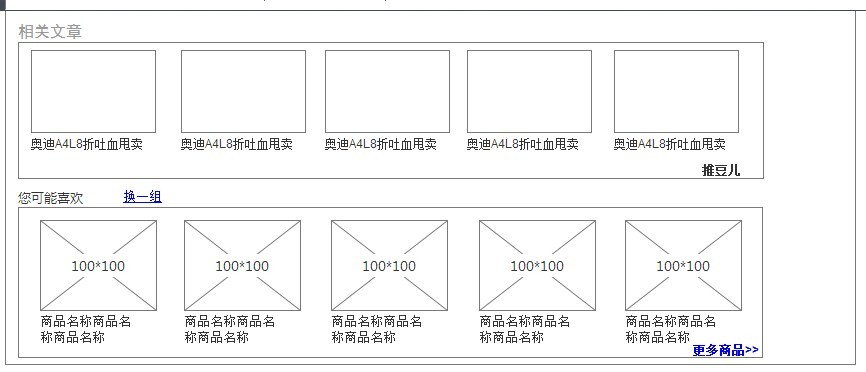 相关文章
奥迪A4L8折吐血甩卖 奥迪A4L8折吐血甩卖 奥迪A4L8折吐血甩卖 奥迪A4L8折吐血甩卖 奥迪A4L8折吐血甩卖
推豆儿
您可能喜欢 换一组
100*100 100*100 100*100 100*100 100*100
商品名称商品名 商品名称商品名 商品名称商品名 商品名称商品名 商品名称商品名
称商品名称 称商品名称 称商品名称 称商品名称 称商品名称
更多商品>>